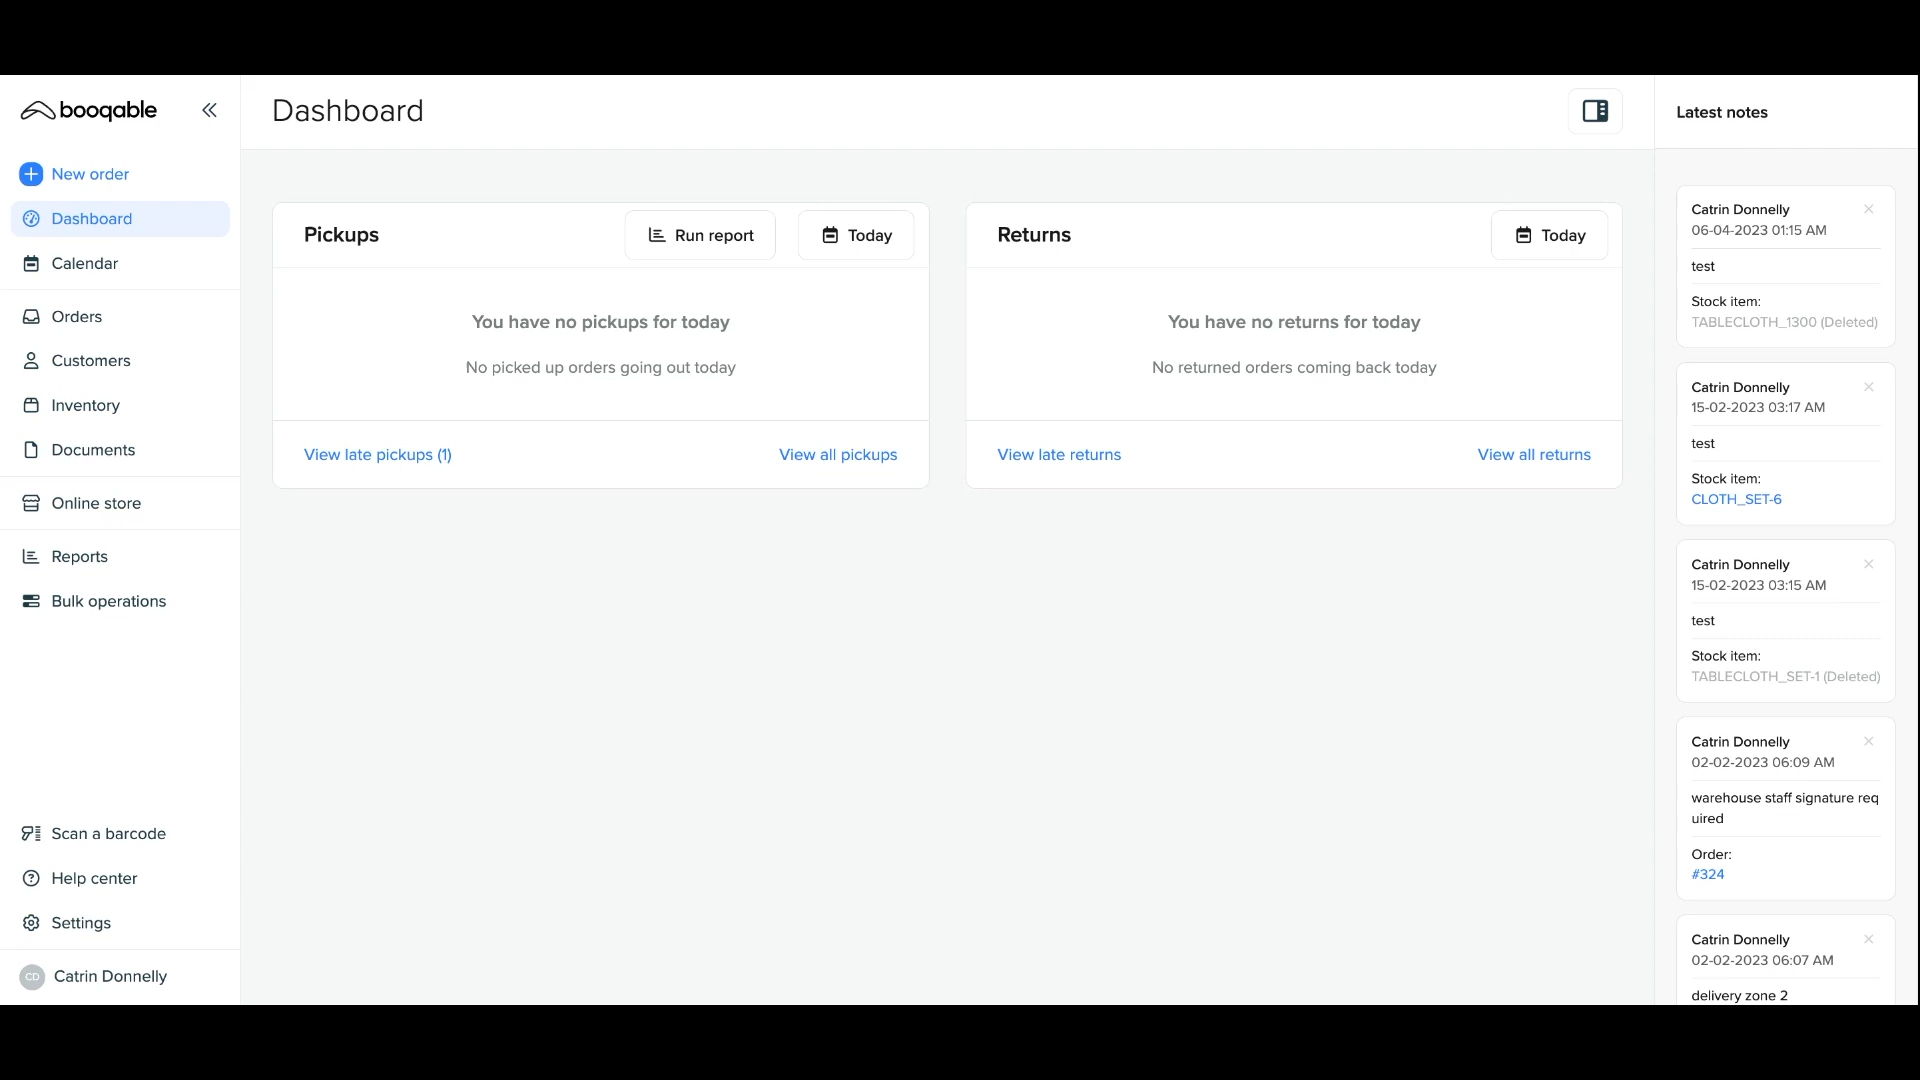 booqable
New order
Dashboard
Calendar
Orders
Customers
Inventory
Documents
Online store
Reports
Bulk operations
Scan a barcode
Help center
Settings
CD Catrin Donnelly
Dashboard
Pickups
Run report
Today
You have no pickups for today
No picked up orders going out today
View late pickups (1)
View all pickups
Returns
Today
You have no returns for today
No returned orders coming back today
View late returns
View all returns
Latest notes
Catrin Donnelly
06-04-2023 01:15 AM
test
Stock item:
TABLECLOTH_1300 (Deleted)
Catrin Donnelly
15-02-2023 03:17 AM
test
Stock item:
CLOTH_SET-6
Catrin Donnelly
15-02-2023 03:15 AM
test
Stock item:
TABLECLOTH_SET-1 (Deleted)
Catrin Donnelly
02-02-2023 06:09 AM
warehouse staff signature req
uired
Order:
#324
Catrin Donnelly
02-02-2023 06:07 AM
delivery zone 2